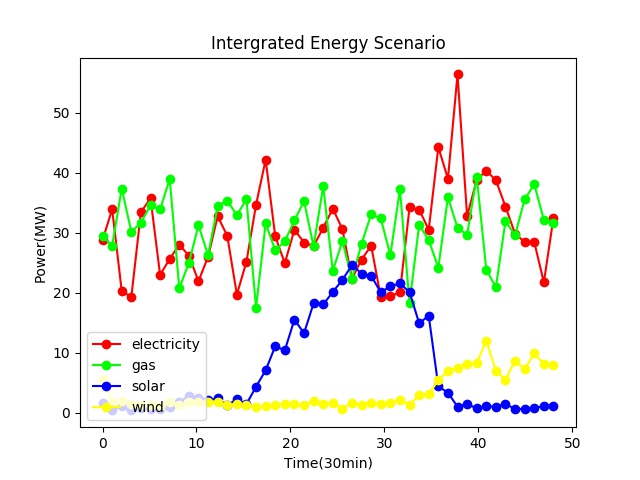 Intergrated Energy Scenario
Power(MW)
50
40
30
20
10
0
electricity
gas
solar
wind
0 10 20 30 40 50
Time(30min)